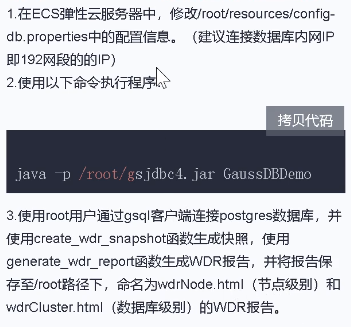 1.在ECS弹性云服务器中，修改/root/resources/config-
db.properties中的配置信息。（建议连接数据库内网IP
即192网段的的IP）
2.使用以下命令执行程序
拷贝代码
java -p /root/gsjdbc4.jar GaussDBDemo
3.使用root用户通过gsql客户端连接postgres数据库，并
使用create_wdr_snapshot函数生成快照，使用
generate_wdr_report函数生成WDR报告，并将报告保
存至/root路径下，命名为wdrNode.html（节点级别）和
wdrCluster.html（数据库级别）的WDR报告。